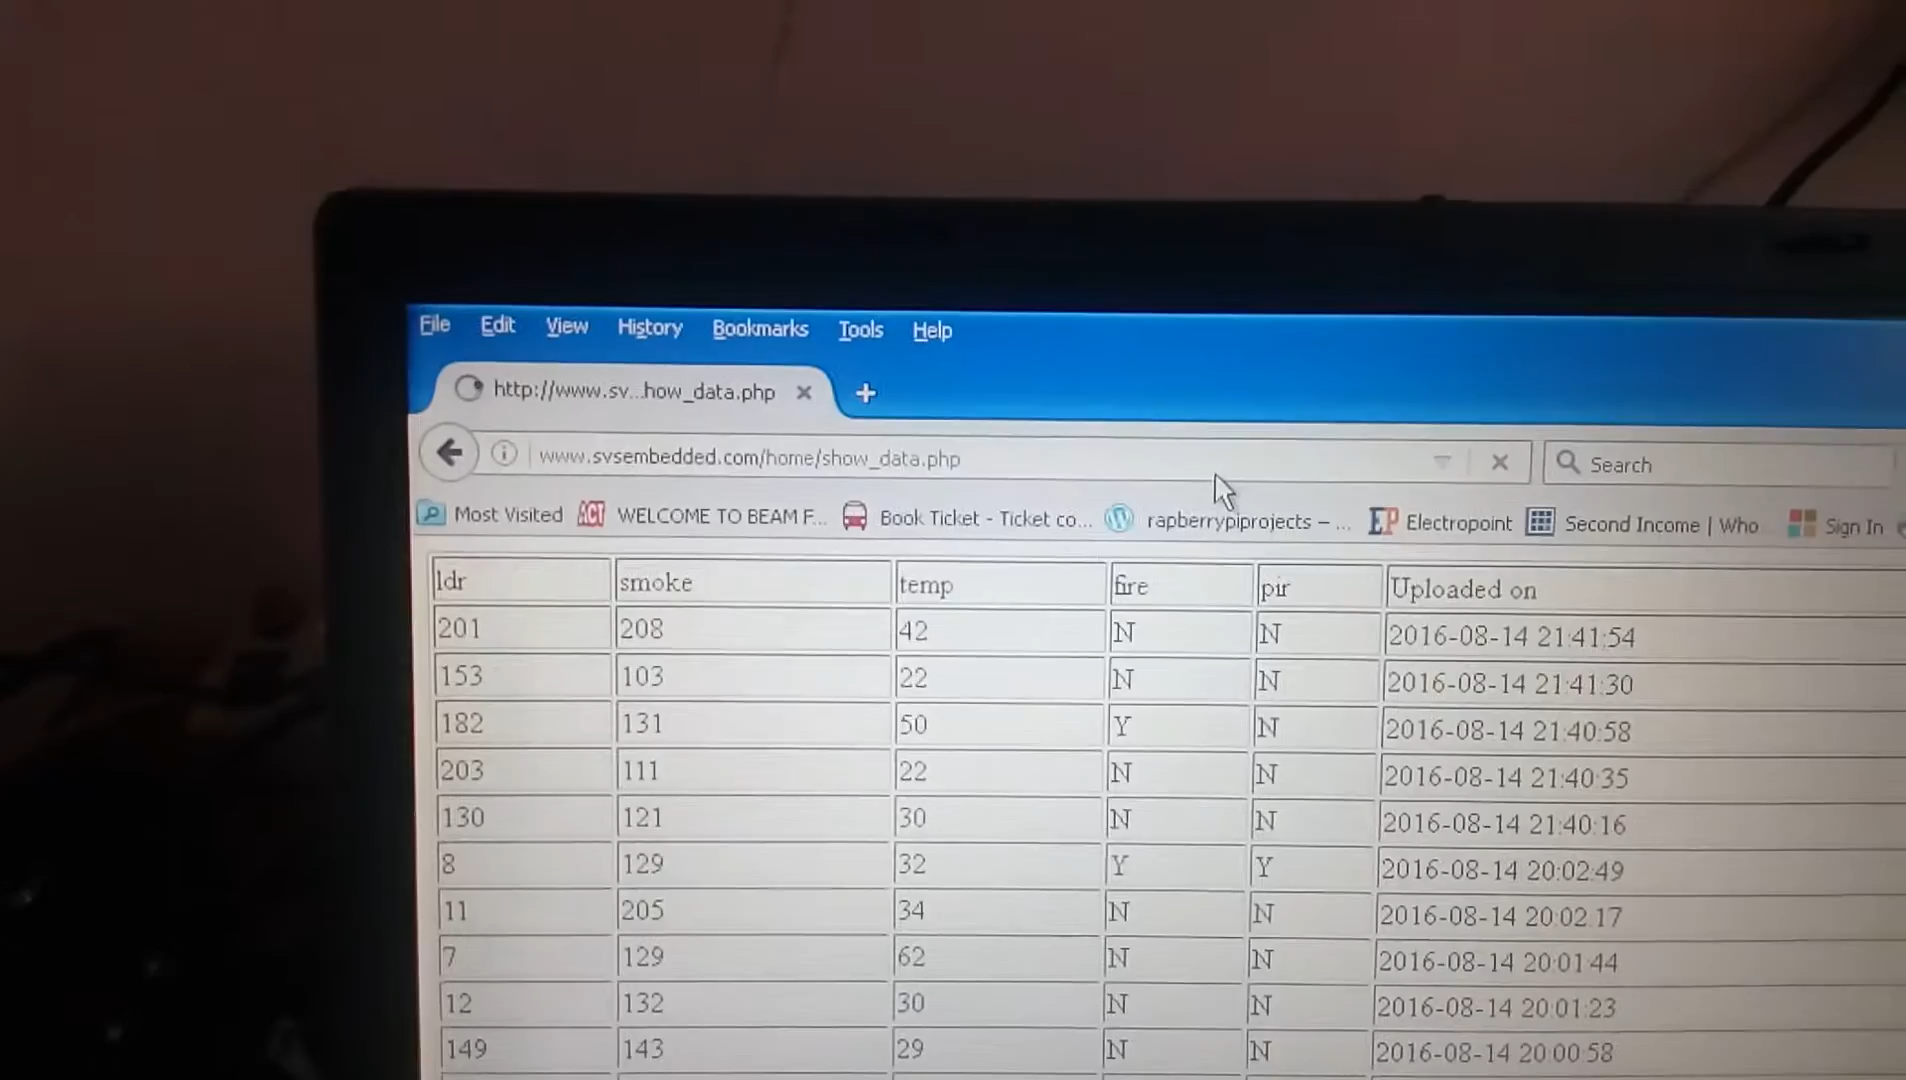 File Edit View History Bookmarks Tools Help
http://www.sv...how_data.php
www.svsembedded.com/home/show_data.php Search
Most Visited ACT WELCOME TO BEAM F... Book Ticket - Ticket co... rapberrypiprojects – ... EP Electropoint Second Income | Who Sign In
ldr smoke temp fire pir Uploaded on
201 208 42 N N 2016-08-14 21:41:54
153 103 22 N N 2016-08-14 21:41:30
182 131 50 Y N 2016-08-14 21:40:58
203 111 22 N N 2016-08-14 21:40:35
130 121 30 N N 2016-08-14 21:40:16
8 129 32 Y Y 2016-08-14 20:02:49
11 205 34 N N 2016-08-14 20:02:17
7 129 62 N N 2016-08-14 20:01:44
12 132 30 N N 2016-08-14 20:01:23
149 143 29 N N 2016-08-14 20:00:58